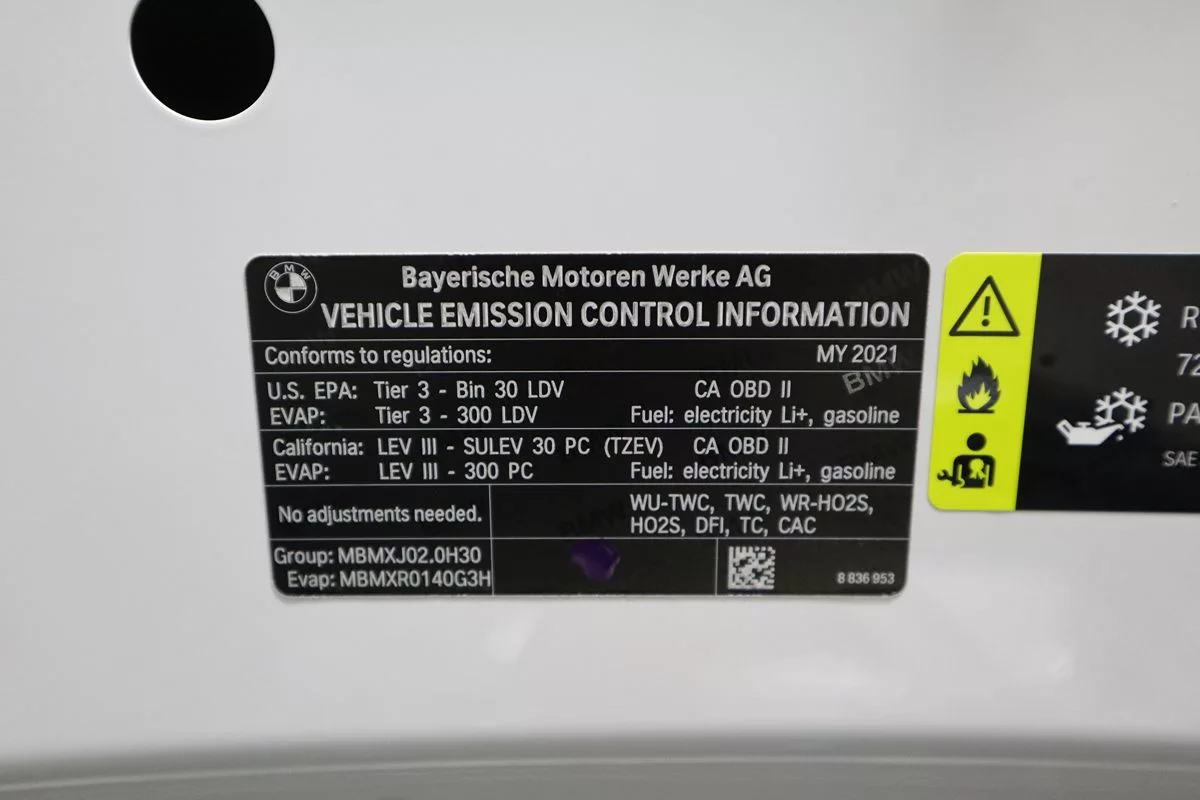 BMW
Bayerische Motoren Werke AG
VEHICLE EMISSION CONTROL INFORMATION
Conforms to regulations: MY 2021
U.S. EPA: Tier 3 - Bin 30 LDV CA OBD II
EVAP: Tier 3 - 300 LDV Fuel: electricity Li+, gasoline
California: LEV III - SULEV 30 PC (TZEV) CA OBD II
EVAP: LEV III - 300 PC Fuel: electricity Li+, gasoline
No adjustments needed.
WU-TWC, TWC, WR-HO2S,
HO2S, DFI, TC, CAC
Group: MBMXJ02.0H30
Evap: MBMXR0140G3H
8 836 953
R
72
PA
SAE